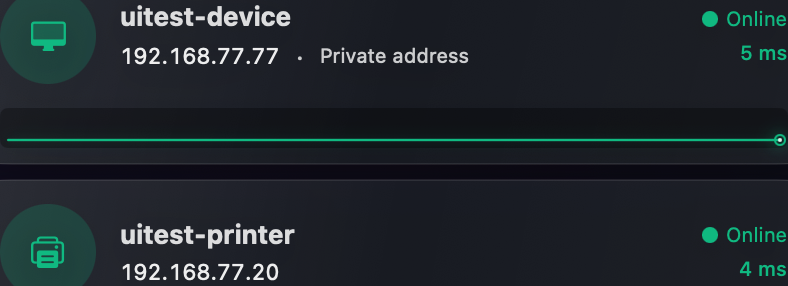 uitest-device
Online
192.168.77.77 · Private address
5 ms
uitest-printer
Online
192.168.77.20
4 ms